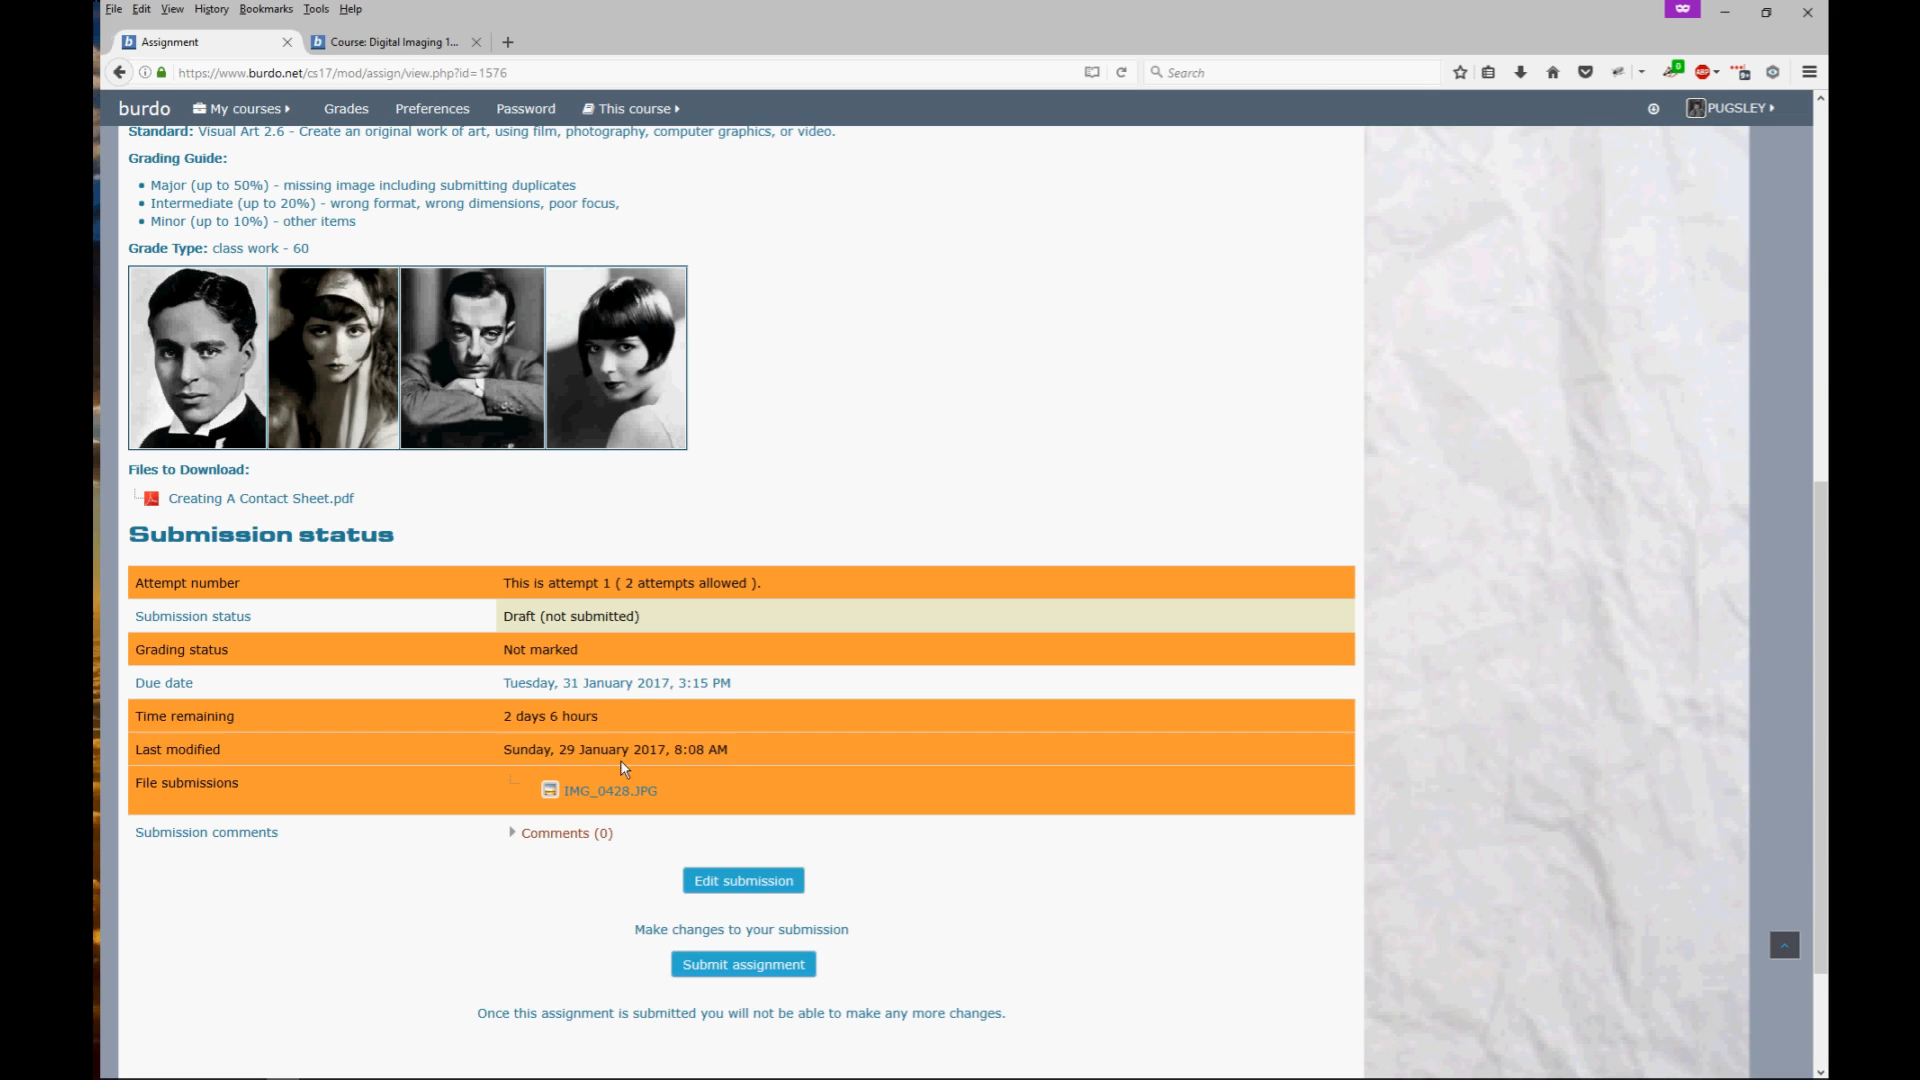 File Edit View History Bookmarks Tools Help
Assignment
Course: Digital Imaging 1...
https://www.burdo.net/cs17/mod/assign/view.php?id=1576
Search
burdo My courses Grades Preferences Password This course PUGSLEY
Standard: Visual Art 2.6 - Create an original work of art, using film, photography, computer graphics, or video.
Grading Guide:
Major (up to 50%) - missing image including submitting duplicates
Intermediate (up to 20%) - wrong format, wrong dimensions, poor focus,
Minor (up to 10%) - other items
Grade Type: class work - 60
Files to Download:
Creating A Contact Sheet.pdf
Submission status
Attempt number This is attempt 1 ( 2 attempts allowed ).
Submission status Draft (not submitted)
Grading status Not marked
Due date Tuesday, 31 January 2017, 3:15 PM
Time remaining 2 days 6 hours
Last modified Sunday, 29 January 2017, 8:08 AM
File submissions
IMG_0428.JPG
Submission comments Comments (0)
Edit submission
Make changes to your submission
Submit assignment
Once this assignment is submitted you will not be able to make any more changes.